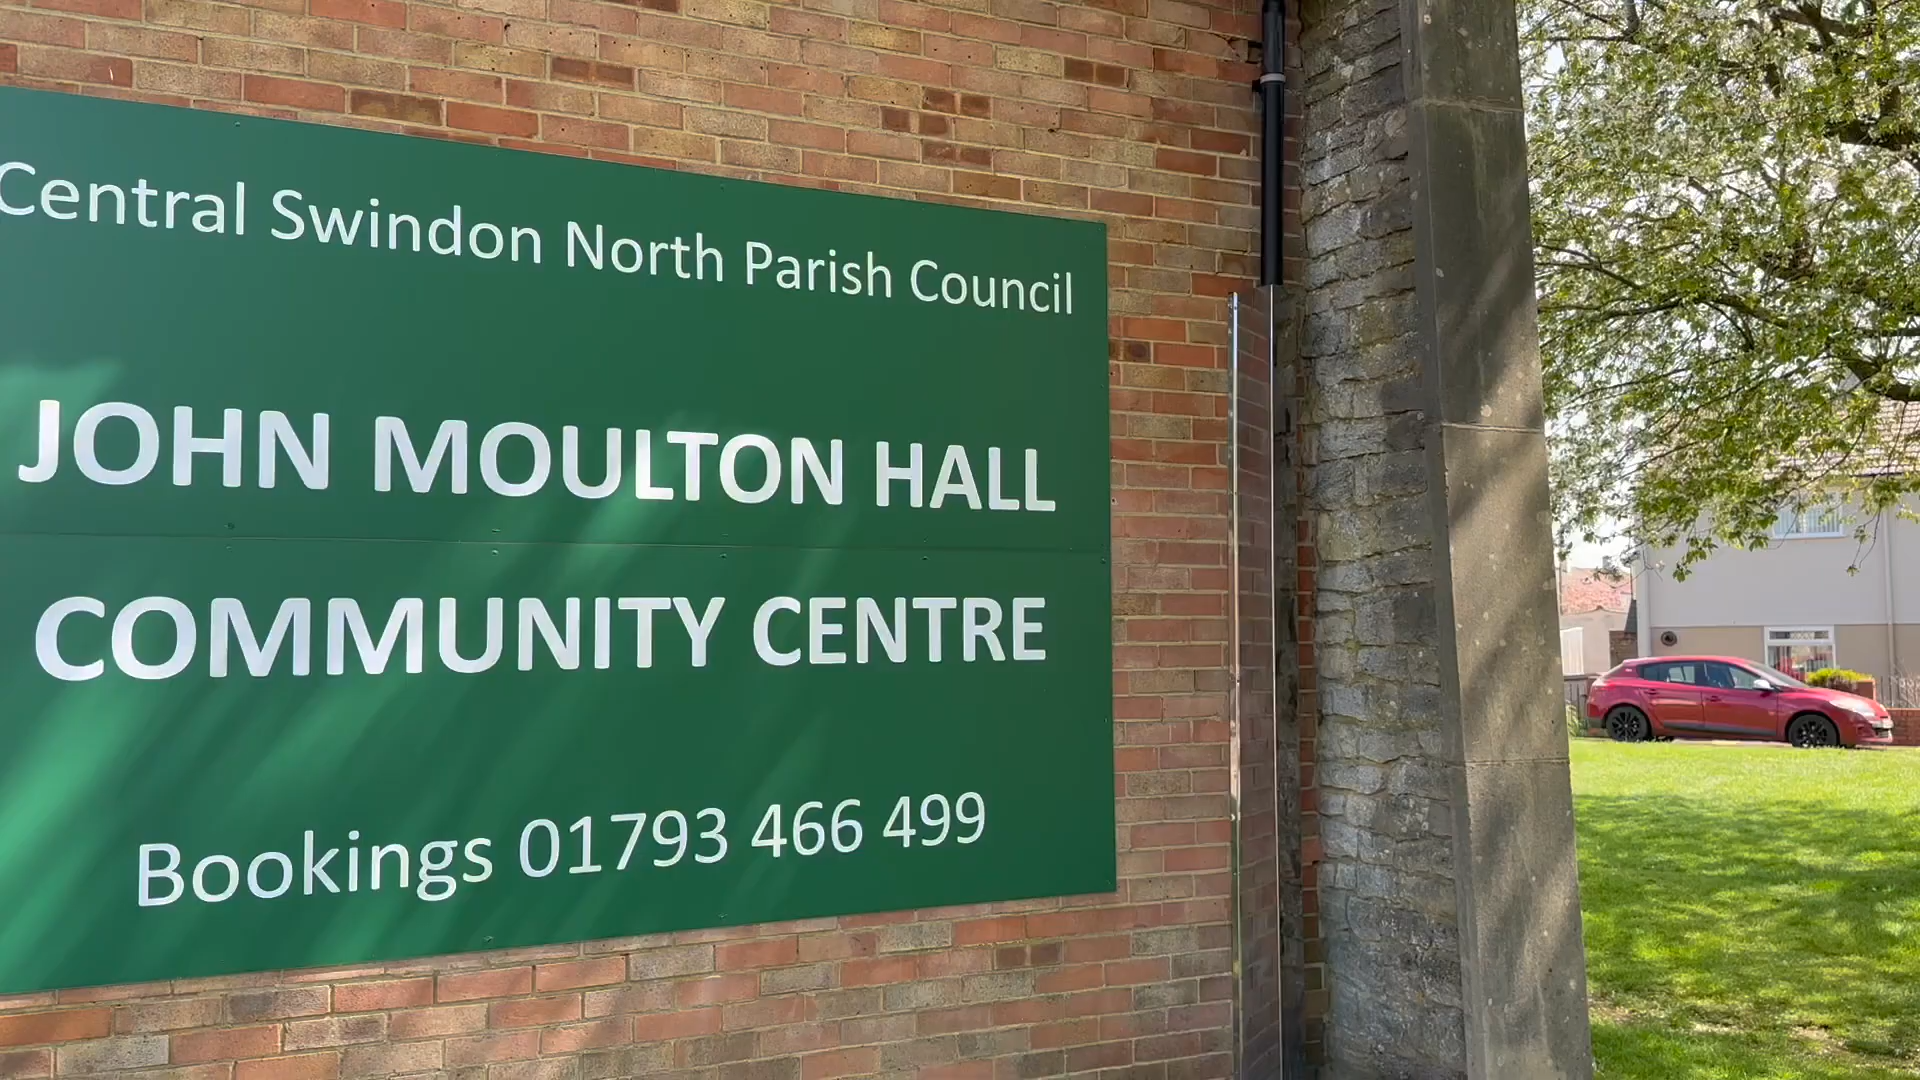 Central Swindon North Parish Council
JOHN MOULTON HALL
COMMUNITY CENTRE
Bookings 01793 466 499